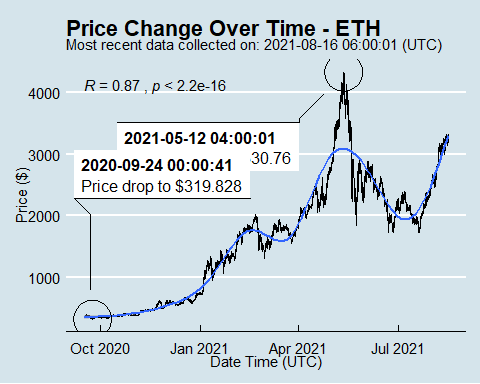 Price Change Over Time - ETH
Most recent data collected on: 2021-08-16 06:00:01 (UTC)
R = 0.87 , p < 2.2e-16
2021-05-12 04:00:01
30.76
2020-09-24 00:00:41
Price drop to $319.828
Price ($)
4000
3000
2000
1000
Oct 2020 Jan 2021 Apr 2021 Jul 2021
Date Time (UTC)